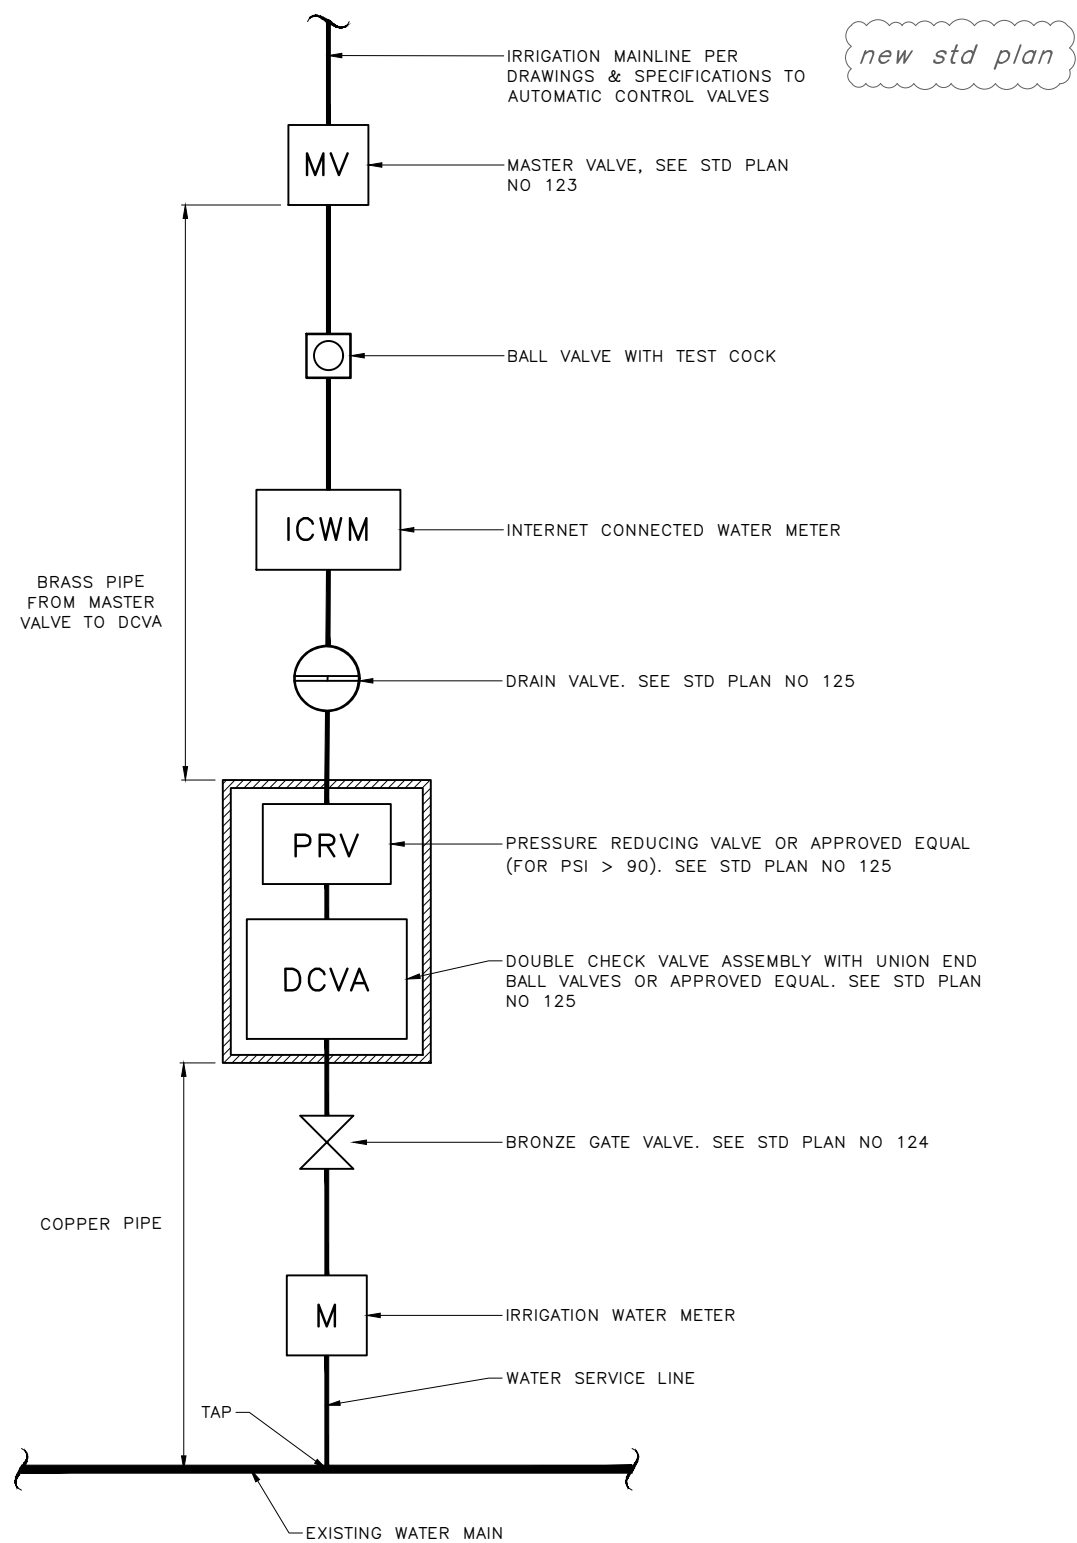 new std plan
IRRIGATION MAINLINE PER
DRAWINGS & SPECIFICATIONS TO
AUTOMATIC CONTROL VALVES
MV
MASTER VALVE, SEE STD PLAN
NO 123
BALL VALVE WITH TEST COCK
ICWM
INTERNET CONNECTED WATER METER
BRASS PIPE
FROM MASTER
VALVE TO DCVA
DRAIN VALVE. SEE STD PLAN NO 125
PRV
PRESSURE REDUCING VALVE OR APPROVED EQUAL
(FOR PSI > 90). SEE STD PLAN NO 125
DCVA
DOUBLE CHECK VALVE ASSEMBLY WITH UNION END
BALL VALVES OR APPROVED EQUAL. SEE STD PLAN
NO 125
BRONZE GATE VALVE. SEE STD PLAN NO 124
COPPER PIPE
M
IRRIGATION WATER METER
WATER SERVICE LINE
TAP
EXISTING WATER MAIN